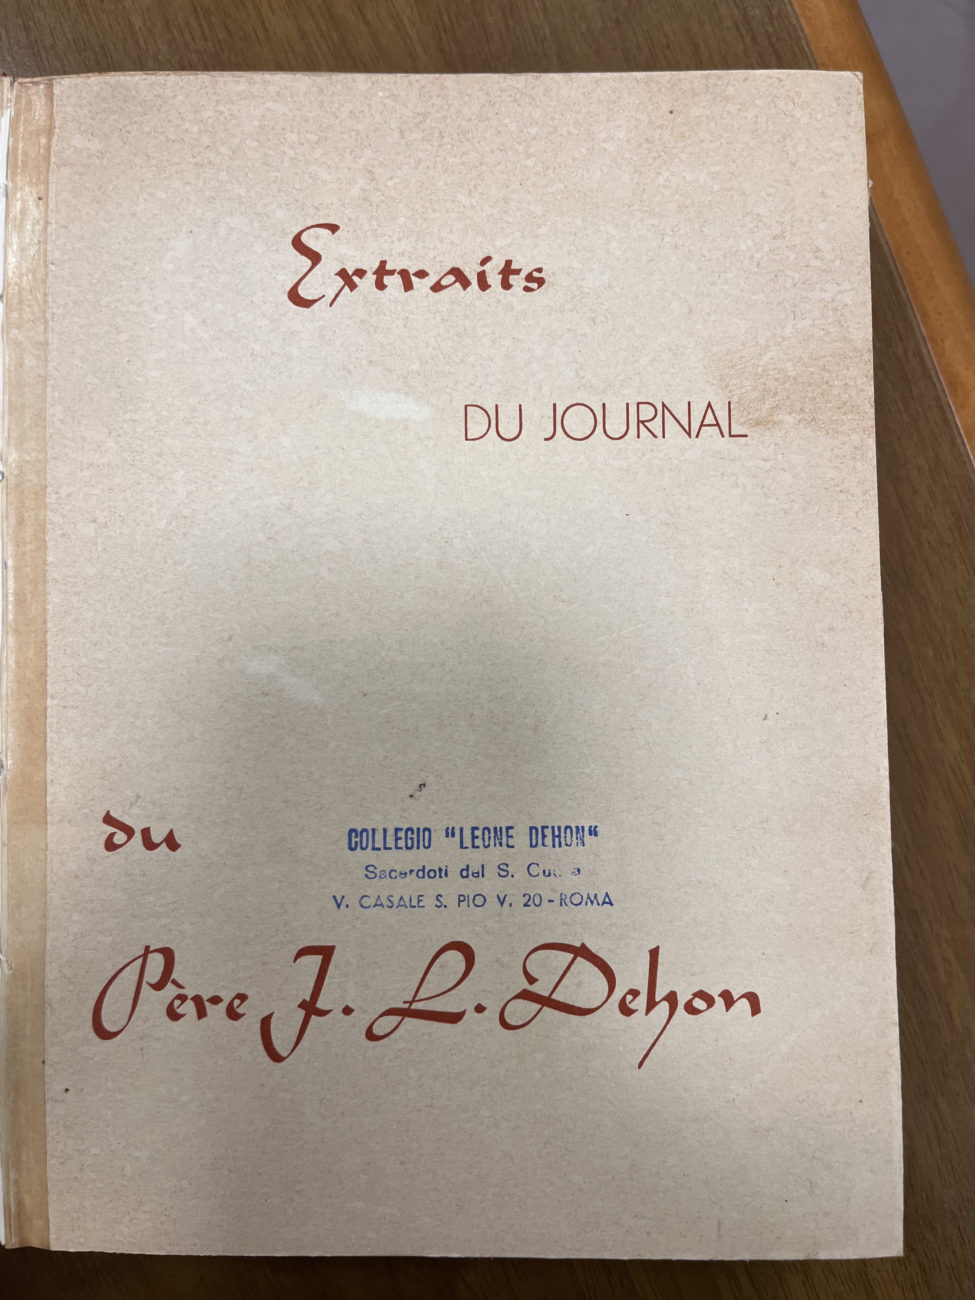 Extraits
DU JOURNAL
du
COLLEGIO "LEONE DEHON"
Sacerdoti del S.
V. CASALE S. PIO V, 20 - ROMA
Père J. L. Dehon